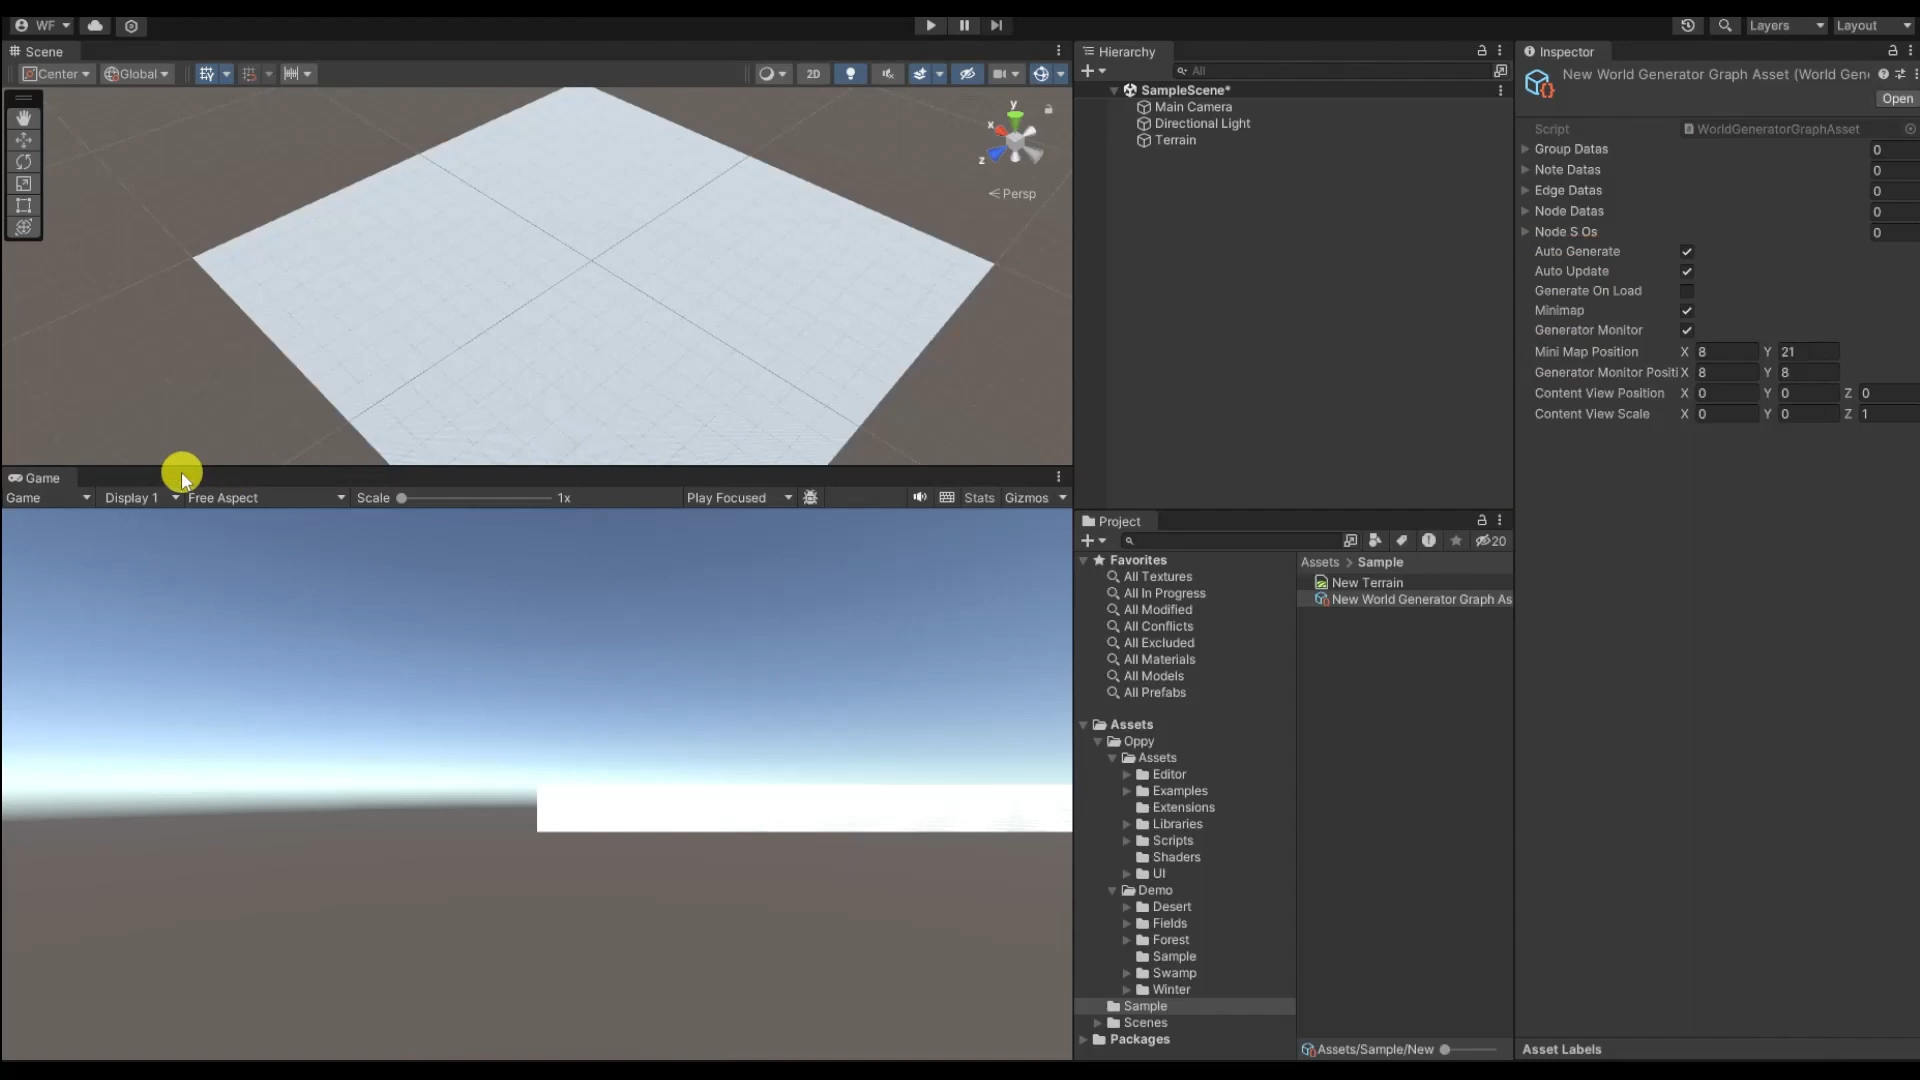 WF
Layers
Layout
Scene
Center
Global
2D
y
x
z
Persp
Game
Game
Display 1
Free Aspect
Scale
1x
Play Focused
Stats
Gizmos
Hierarchy
All
SampleScene*
Main Camera
Directional Light
Terrain
Project
20
Favorites
All Textures
All In Progress
All Modified
All Conflicts
All Excluded
All Materials
All Models
All Prefabs
Assets
Oppy
Assets
Editor
Examples
Extensions
Libraries
Scripts
Shaders
UI
Demo
Desert
Fields
Forest
Sample
Swamp
Winter
Sample
Scenes
Packages
Assets > Sample
New Terrain
New World Generator Graph As
Assets/Sample/New
Inspector
New World Generator Graph Asset (World Gen
Open
Script WorldGeneratorGraphAsset
Group Datas 0
Note Datas 0
Edge Datas 0
Node Datas 0
Node S Os 0
Auto Generate
Auto Update
Generate On Load
Minimap
Generator Monitor
Mini Map Position X 8 Y 21
Generator Monitor Positi X 8 Y 8
Content View Position X 0 Y 0 Z 0
Content View Scale X 0 Y 0 Z 1
Asset Labels